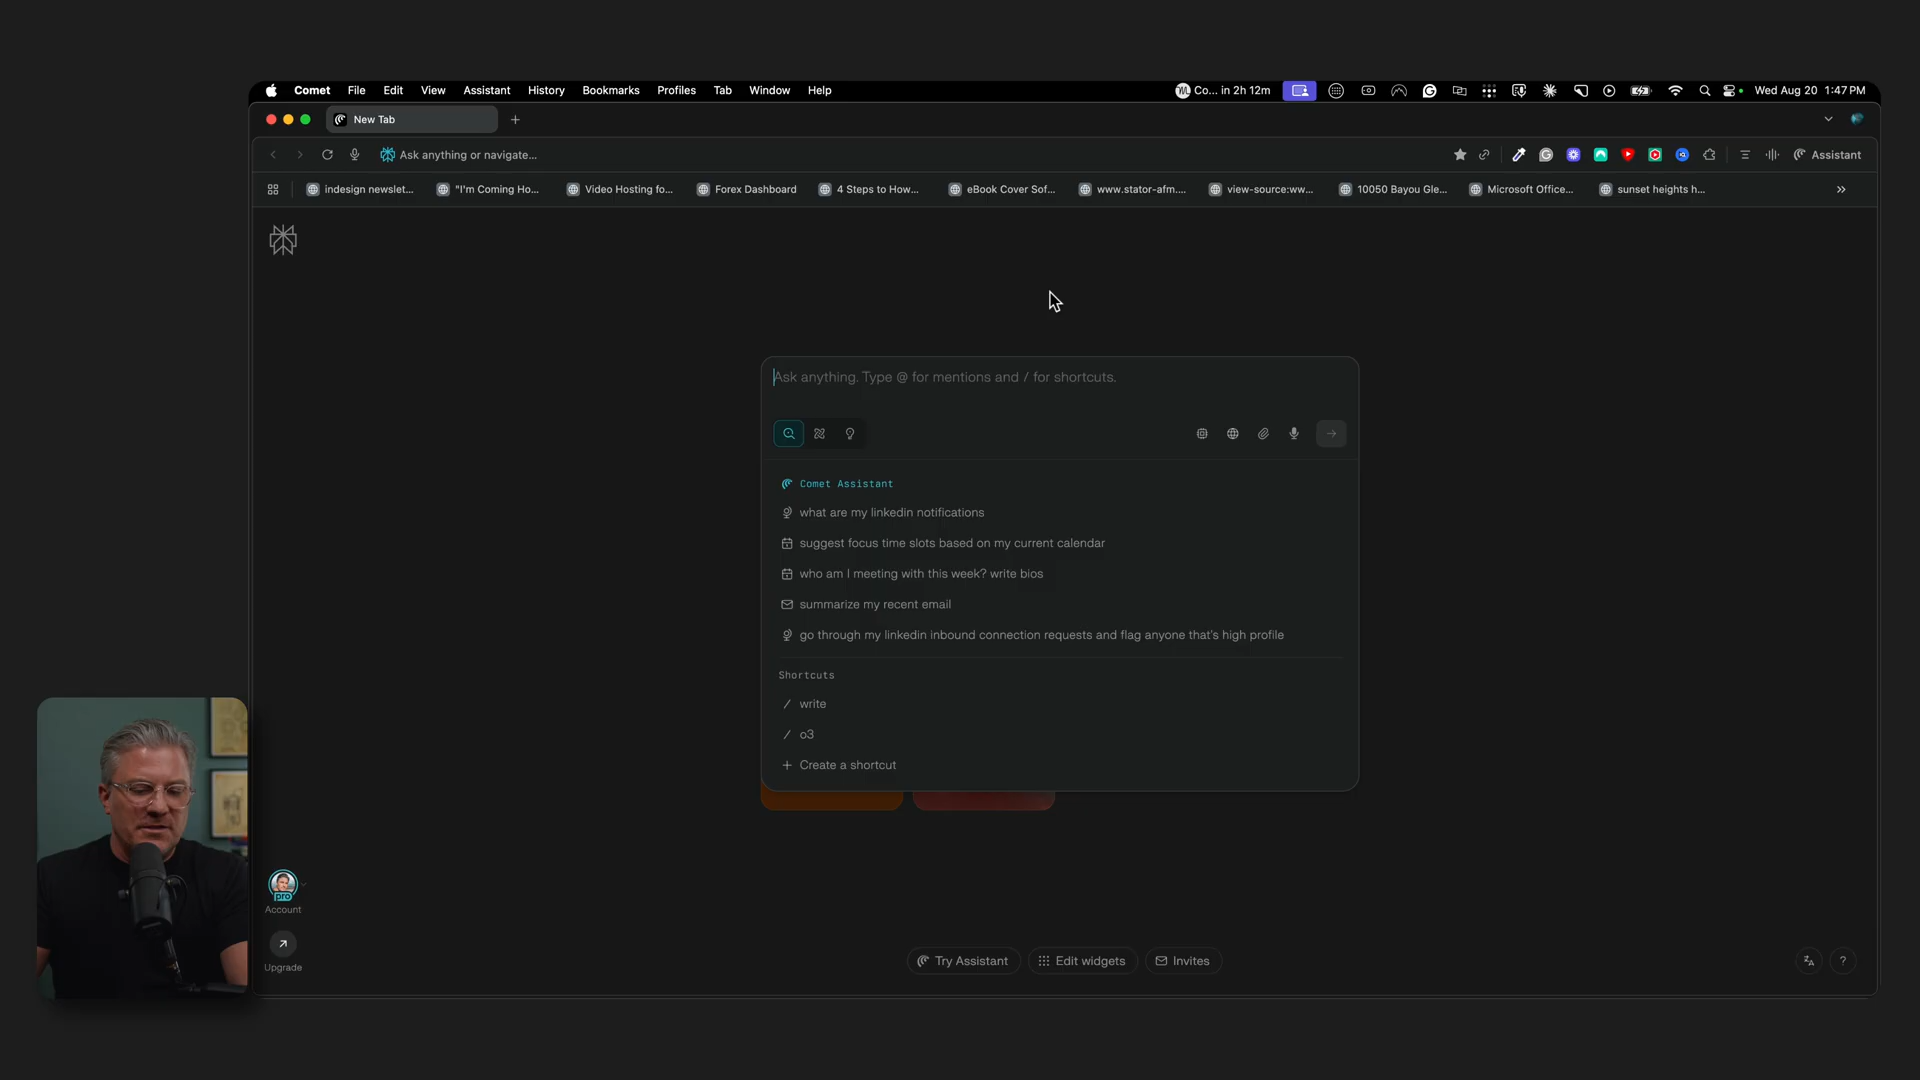 Comet File Edit View Assistant History Bookmarks Profiles Tab Window Help Co... in 2h 12m Wed Aug 20 1:47 PM
New Tab
Ask anything or navigate... Assistant
indesign newslet... "I'm Coming Ho... Video Hosting fo... Forex Dashboard 4 Steps to How... eBook Cover Sof... www.stator-afm.... view-source:ww... 10050 Bayou Gle... Microsoft Office... sunset heights h...
Ask anything. Type @ for mentions and / for shortcuts.
Comet Assistant
what are my linkedin notifications
suggest focus time slots based on my current calendar
who am I meeting with this week? write bios
summarize my recent email
go through my linkedin inbound connection requests and flag anyone that's high profile
Shortcuts
/ write
/ o3
+ Create a shortcut
pro
Account
Upgrade
Try Assistant Edit widgets Invites ?